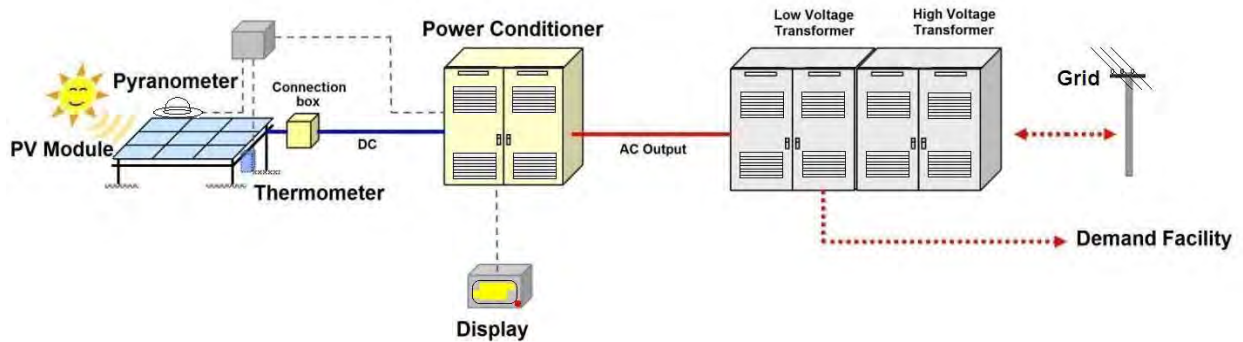 Power Conditioner
Low Voltage
Transformer
High Voltage
Transformer
Pyranometer
Connection
box
Grid
PV Module
DC
AC Output
Thermometer
Demand Facility
Display